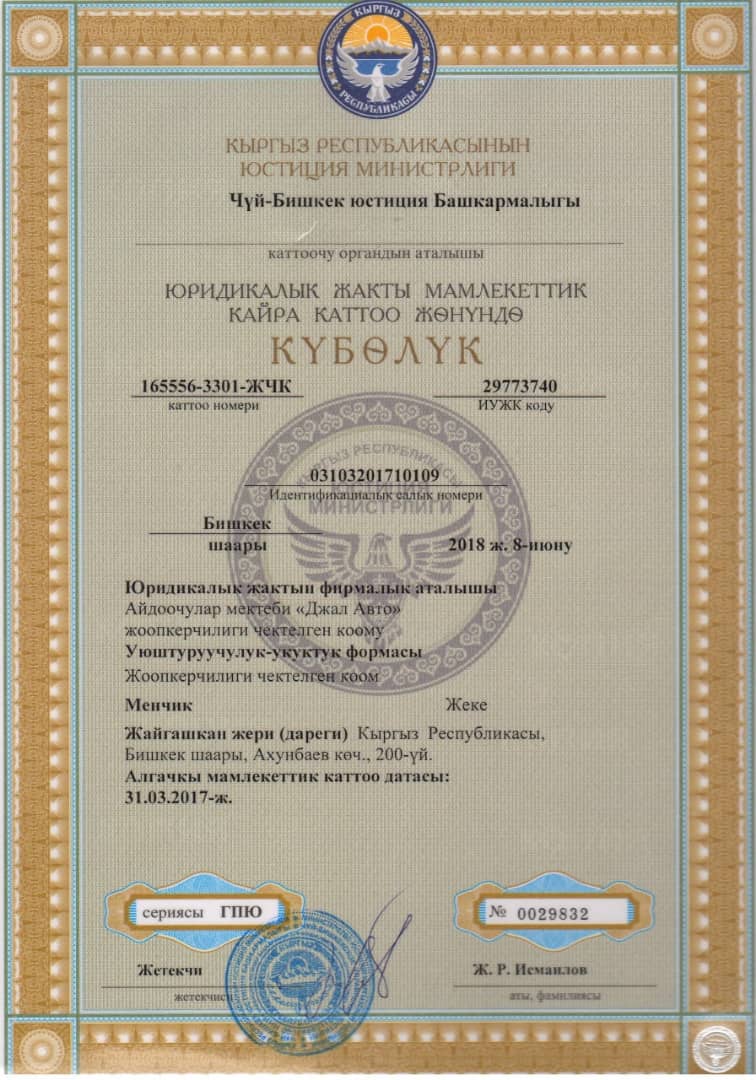 КЫРГЫЗ
РЕСПУБЛИКАСЫ
КЫРГЫЗ РЕСПУБЛИКАСЫНЫН
ЮСТИЦИЯ МИНИСТРЛИГИ
Чүй-Бишкек юстиция Башкармалыгы
каттоочу органдын аталышы
ЮРИДИКАЛЫК ЖАКТЫ МАМЛЕКЕТТИК
КАЙРА КАТТОО ЖӨНҮНДӨ
КҮБӨЛҮК
165556-3301-ЖЧК 29773740
каттоо номери ИУЖК коду
КЫРГЫЗ РЕСПУБЛИКАСЫ
03103201710109
ЮСТИЦИЯ
Идентификациалык салык номери
МИНИСТРЛИГИ
Бишкек
шаары 2018 ж. 8-июну
Юридикалык жактын фирмалык аталышы
Айдоочулар мектеби «Джал Авто»
жоопкерчилиги чектелген коому
Уюштуруучулук-укуктук формасы
Жоопкерчилиги чектелген коом
Менчик Жеке
Жайгашкан жери (дареги) Кыргыз Республикасы,
Бишкек шаары, Ахунбаев көч., 200-үй.
Алгачкы мамлекеттик каттоо датасы:
31.03.2017-ж.
сериясы ГПЮ № 0029832
Жетекчи Ж. Р. Исмаилов
жетекчиси аты, фамилиясы